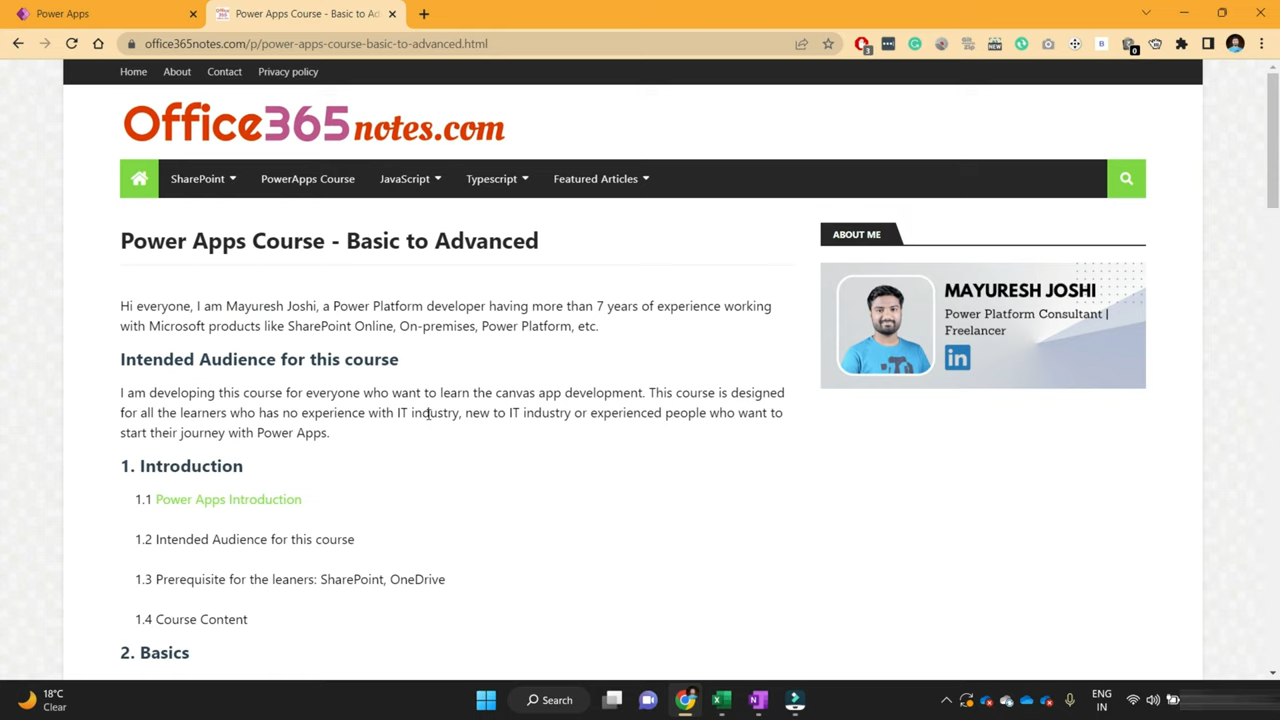 Power Apps
Power Apps Course - Basic to Ad
office365notes.com/p/power-apps-course-basic-to-advanced.html
Home About Contact Privacy policy
Office365notes.com
SharePoint PowerApps Course JavaScript Typescript Featured Articles
Power Apps Course - Basic to Advanced
Hi everyone, I am Mayuresh Joshi, a Power Platform developer having more than 7 years of experience working
with Microsoft products like SharePoint Online, On-premises, Power Platform, etc.
Intended Audience for this course
I am developing this course for everyone who want to learn the canvas app development. This course is designed
for all the learners who has no experience with IT industry, new to IT industry or experienced people who want to
start their journey with Power Apps.
1. Introduction
1.1 Power Apps Introduction
1.2 Intended Audience for this course
1.3 Prerequisite for the leaners: SharePoint, OneDrive
1.4 Course Content
2. Basics
ABOUT ME
MAYURESH JOSHI
Power Platform Consultant |
Freelancer
in
18°C
Clear
Search
ENG
IN